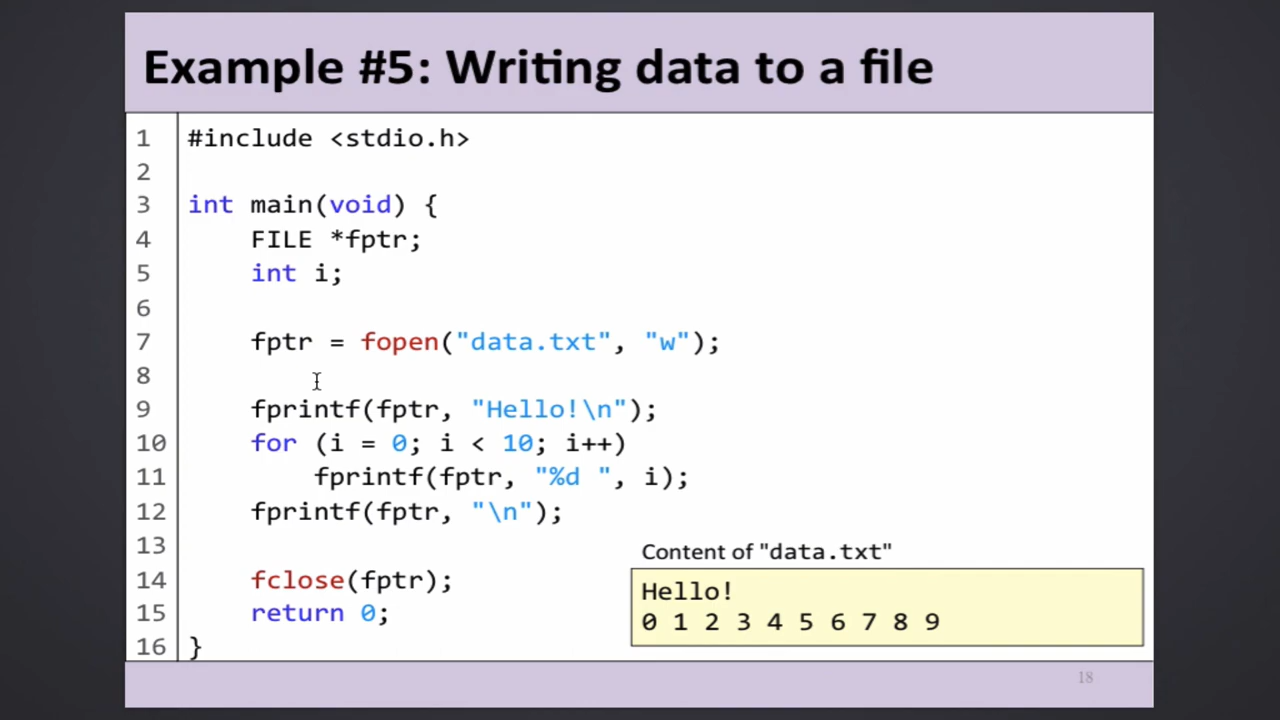 Example #5: Writing data to a file
1 #include <stdio.h>
2
3 int main(void) {
4     FILE *fptr;
5     int i;
6
7     fptr = fopen("data.txt", "w");
8
9     fprintf(fptr, "Hello!\n");
10     for (i = 0; i < 10; i++)
11         fprintf(fptr, "%d ", i);
12     fprintf(fptr, "\n");
13
14     fclose(fptr);
15     return 0;
16 }
Content of "data.txt"
Hello!
0 1 2 3 4 5 6 7 8 9
18